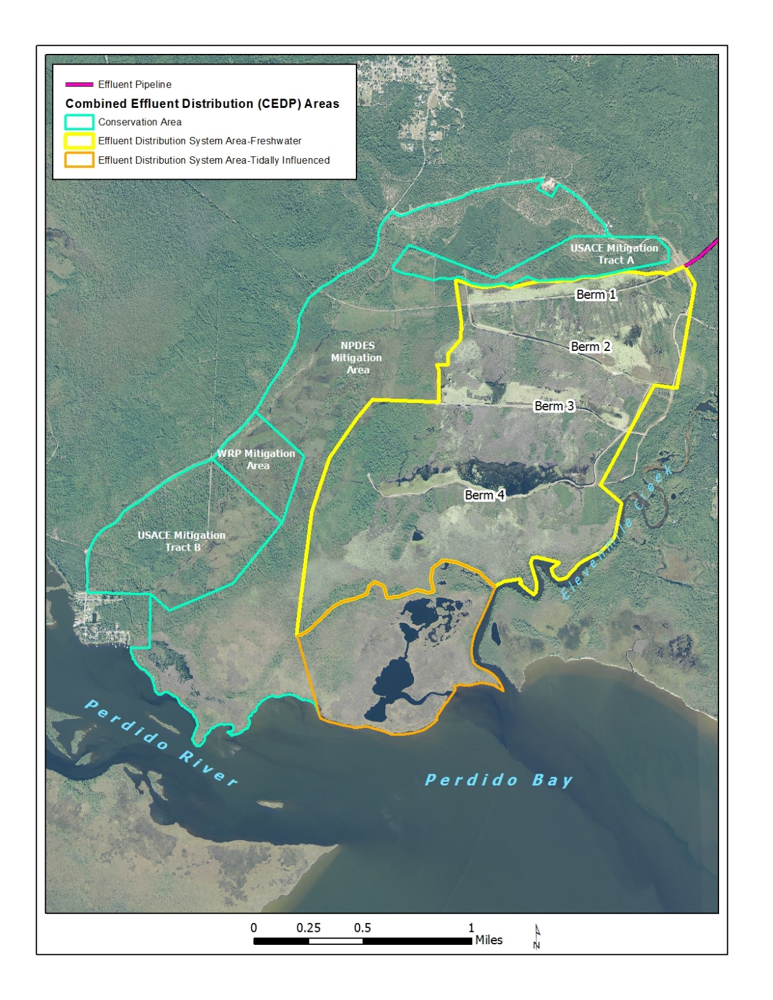 Effluent Pipeline
Combined Effluent Distribution (CEDP) Areas
Conservation Area
Effluent Distribution System Area-Freshwater
Effluent Distribution System Area-Tidally Influenced
USACE Mitigation
Tract A
Berm 1
NPDES
Mitigation
Area
Berm 2
Berm 3
WRP Mitigation
Area
Berm 4
USACE Mitigation
Tract B
Elevenmile Creek
Perdido River
Perdido Bay
0 0.25 0.5 1
Miles
N